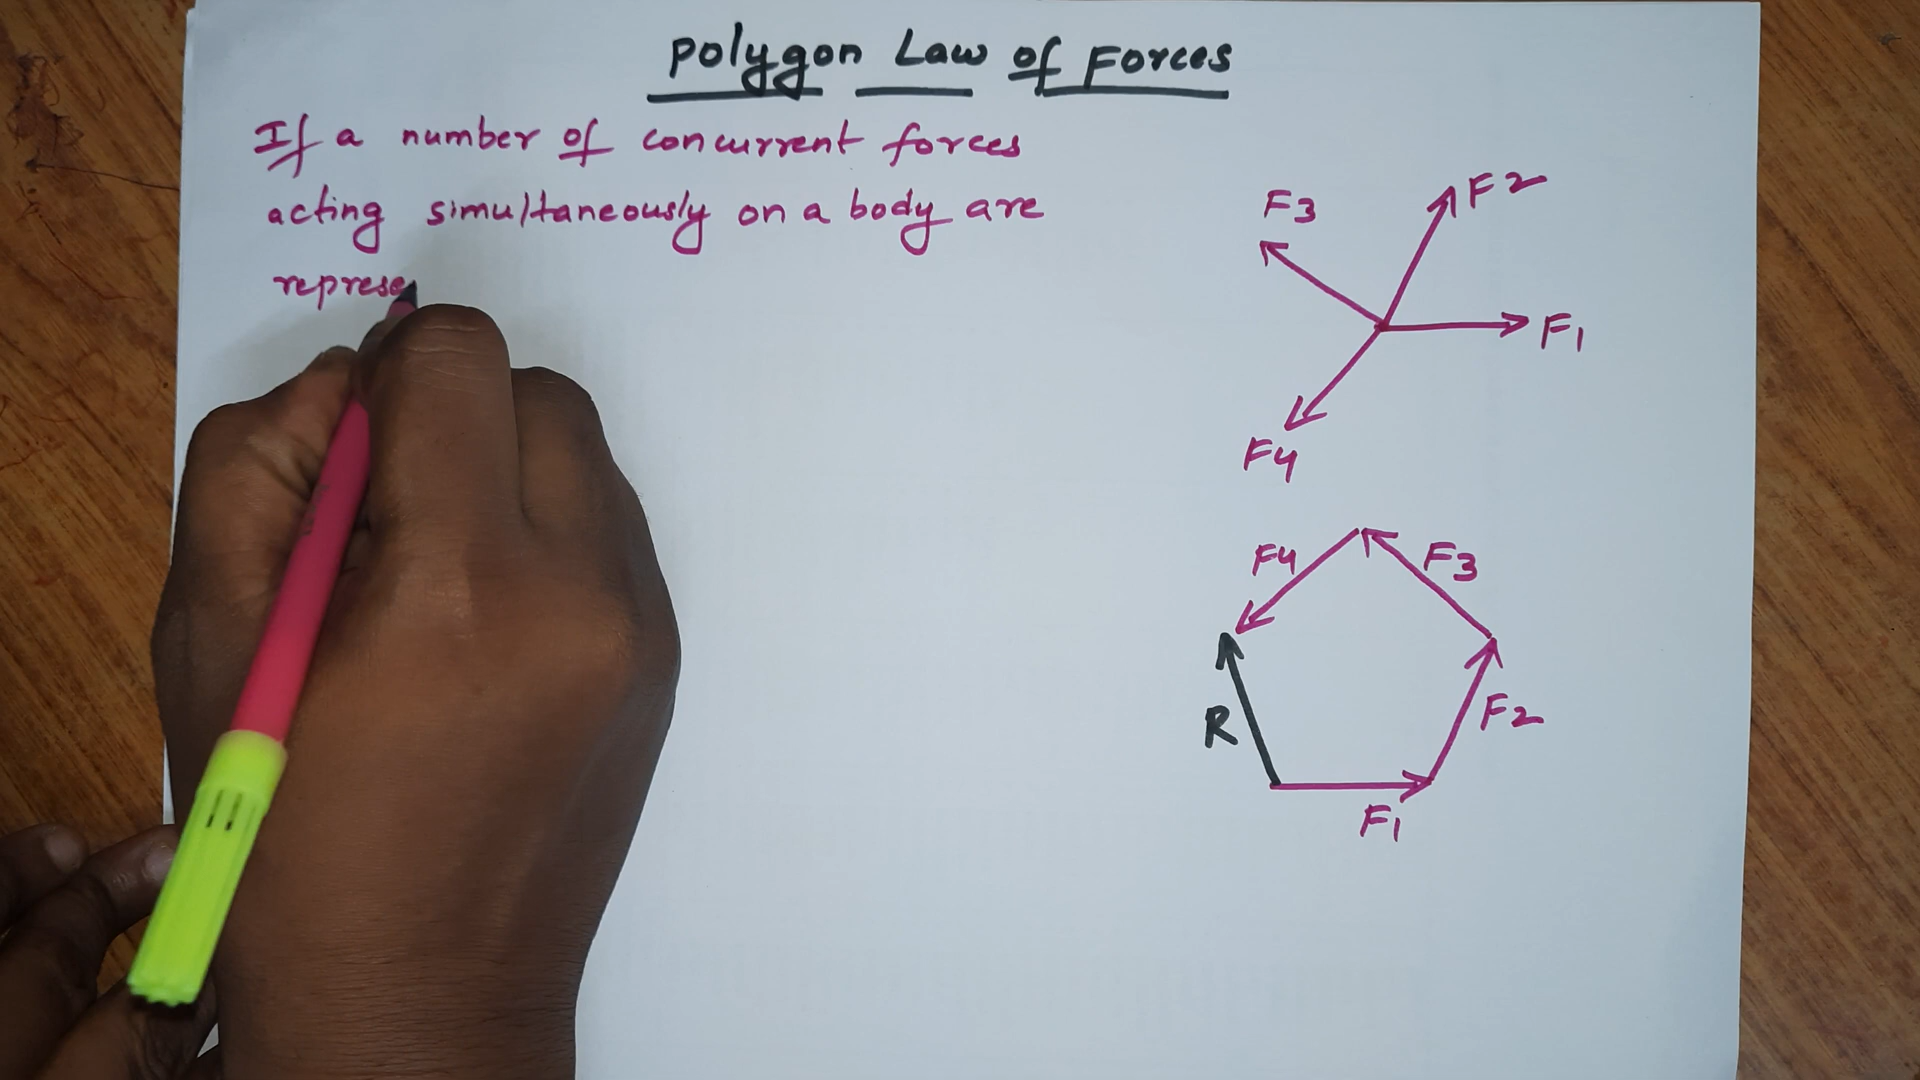 Polygon Law of Forces
If a number of concurrent forces
acting simultaneously on a body are
represe
F3
F2
F1
F4
F4
F3
R
F2
F1